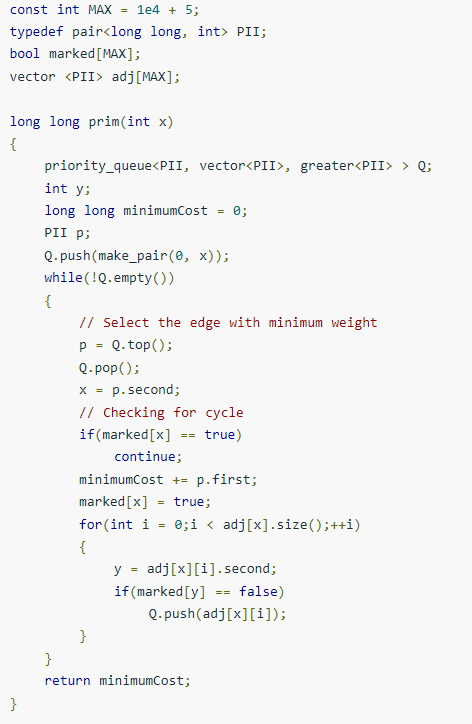 const int MAX = 1e4 + 5;
typedef pair<long long, int> PII;
bool marked[MAX];
vector <PII> adj[MAX];

long long prim(int x)
{
    priority_queue<PII, vector<PII>, greater<PII> > Q;
    int y;
    long long minimumCost = 0;
    PII p;
    Q.push(make_pair(0, x));
    while(!Q.empty())
    {
        // Select the edge with minimum weight
        p = Q.top();
        Q.pop();
        x = p.second;
        // Checking for cycle
        if(marked[x] == true)
            continue;
        minimumCost += p.first;
        marked[x] = true;
        for(int i = 0;i < adj[x].size();++i)
        {
            y = adj[x][i].second;
            if(marked[y] == false)
                Q.push(adj[x][i]);
        }
    }
    return minimumCost;
}